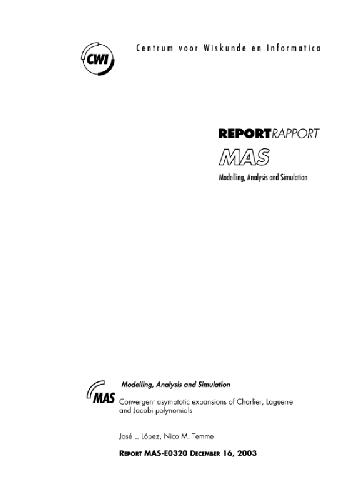 CWI
Centrum voor Wiskunde en Informatica
REPORTRAPPORT
MAS
Modelling, Analysis and Simulation
Modelling, Analysis and Simulation
MAS
Convergent asymptotic expansions of Charlier, Laguerre
and Jacobi polynomials
José L. López, Nico M. Temme
REPORT MAS-E0320 DECEMBER 16, 2003